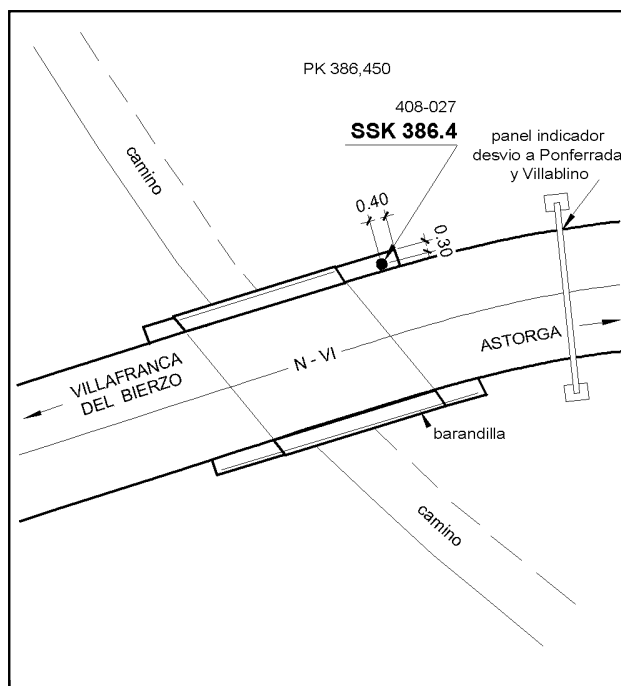 PK 386,450
408-027
SSK 386.4
panel indicador
desvio a Ponferrada
y Villablino
camino
0.40
0.30
VILLAFRANCA
DEL BIERZO
N - VI
ASTORGA
barandilla
camino